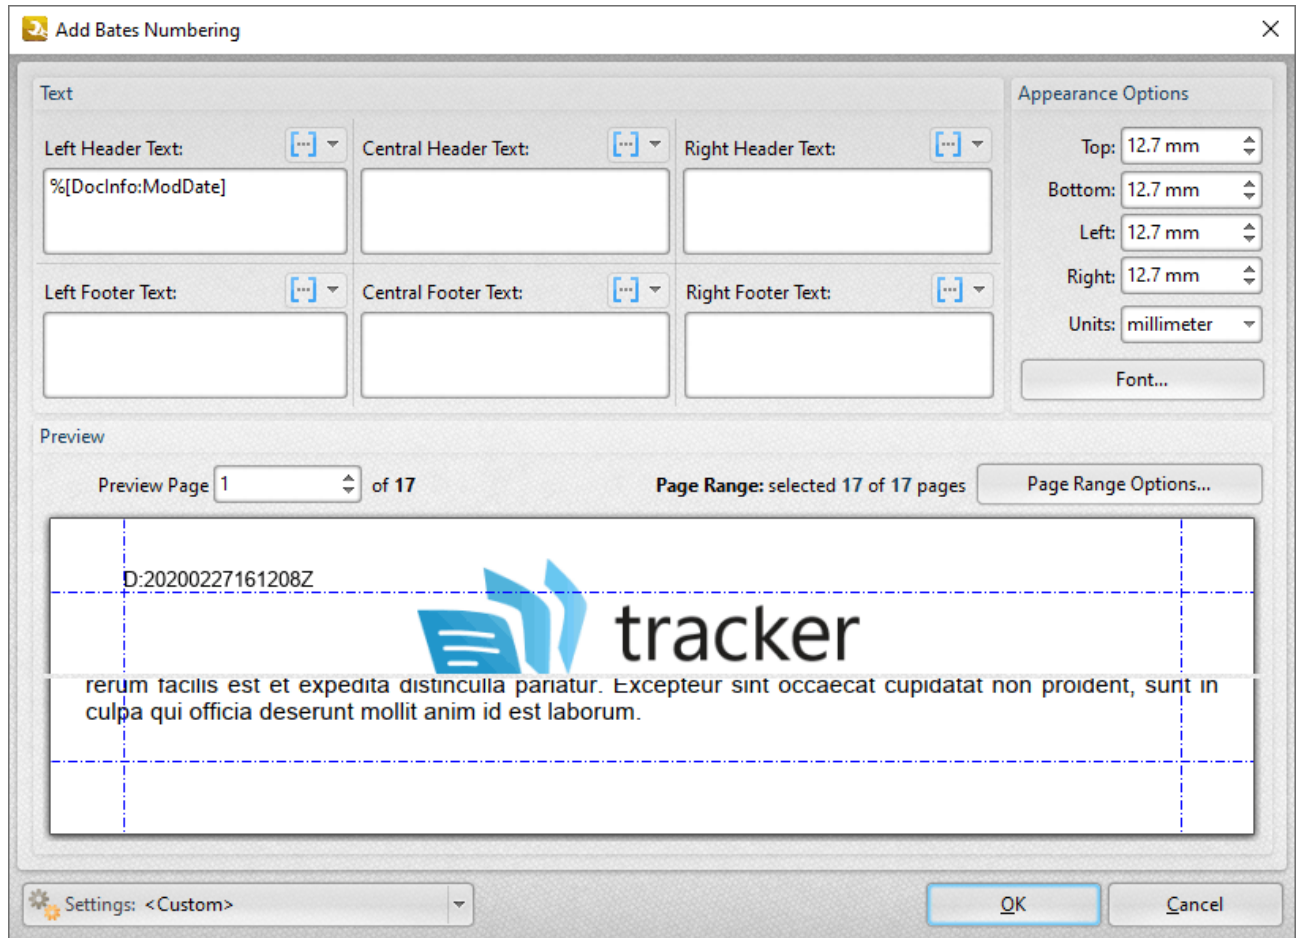 Add Bates Numbering
Text
Left Header Text:
Central Header Text:
Right Header Text:
%[DocInfo:ModDate]
Left Footer Text:
Central Footer Text:
Right Footer Text:
Appearance Options
Top: 12.7 mm
Bottom: 12.7 mm
Left: 12.7 mm
Right: 12.7 mm
Units: millimeter
Font...
Preview
Preview Page 1 of 17
Page Range: selected 17 of 17 pages
Page Range Options...
D:20200227161208Z
tracker
rerum facilis est et expedita distinculla pariatur. Excepteur sint occaecat cupidatat non proident, sunt in
culpa qui officia deserunt mollit anim id est laborum.
Settings: <Custom>
OK
Cancel